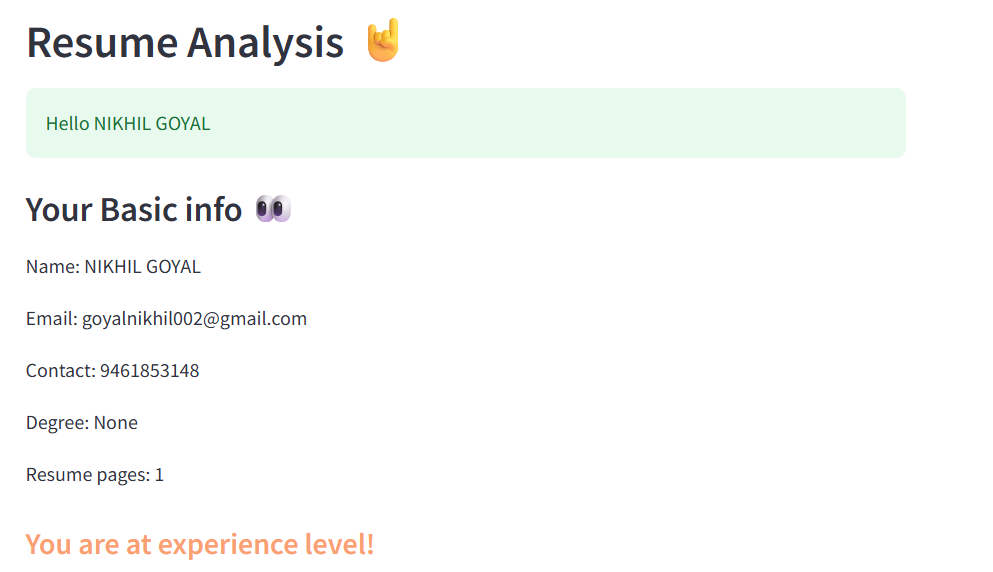 Resume Analysis 🤘
Hello NIKHIL GOYAL
Your Basic info 👀
Name: NIKHIL GOYAL
Email: goyalnikhil002@gmail.com
Contact: 9461853148
Degree: None
Resume pages: 1
You are at experience level!